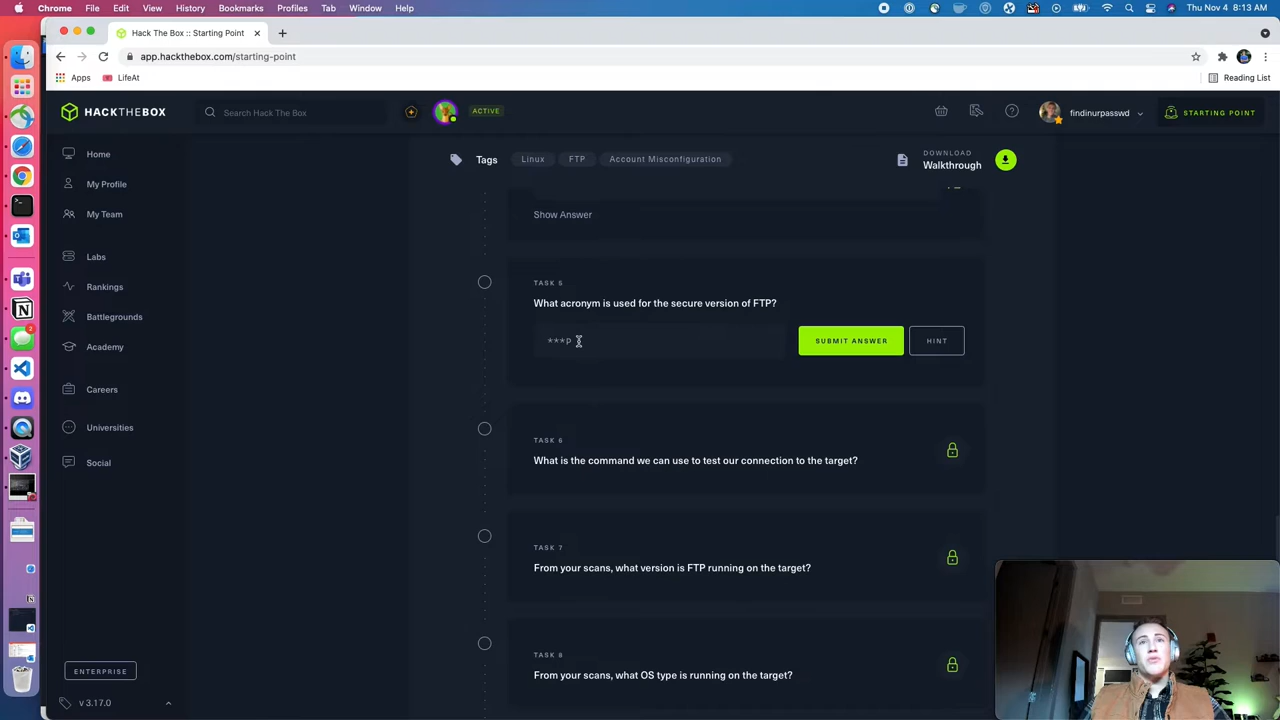 Chrome File Edit View History Bookmarks Profiles Tab Window Help
Thu Nov 4 8:13 AM
Hack The Box :: Starting Point
app.hackthebox.com/starting-point
Apps LifeAt
Reading List
HACKTHEBOX
Search Hack The Box
ACTIVE
findinurpasswd
STARTING POINT
Home
My Profile
My Team
Labs
Rankings
Battlegrounds
Academy
Careers
Universities
Social
ENTERPRISE
v 3.17.0
Tags Linux FTP Account Misconfiguration
DOWNLOAD
Walkthrough
Show Answer
TASK 5
What acronym is used for the secure version of FTP?
***p
SUBMIT ANSWER
HINT
TASK 6
What is the command we can use to test our connection to the target?
TASK 7
From your scans, what version is FTP running on the target?
TASK 8
From your scans, what OS type is running on the target?
2